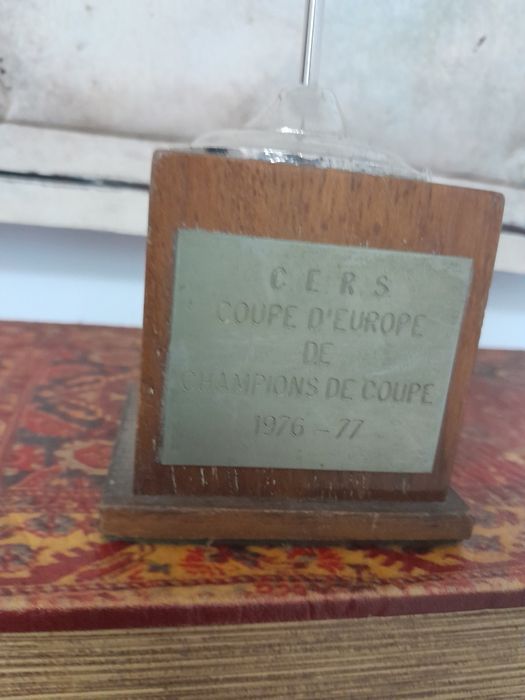 C E R S
COUPE D'EUROPE
DE
CHAMPIONS DE COUPE
1976 - 77